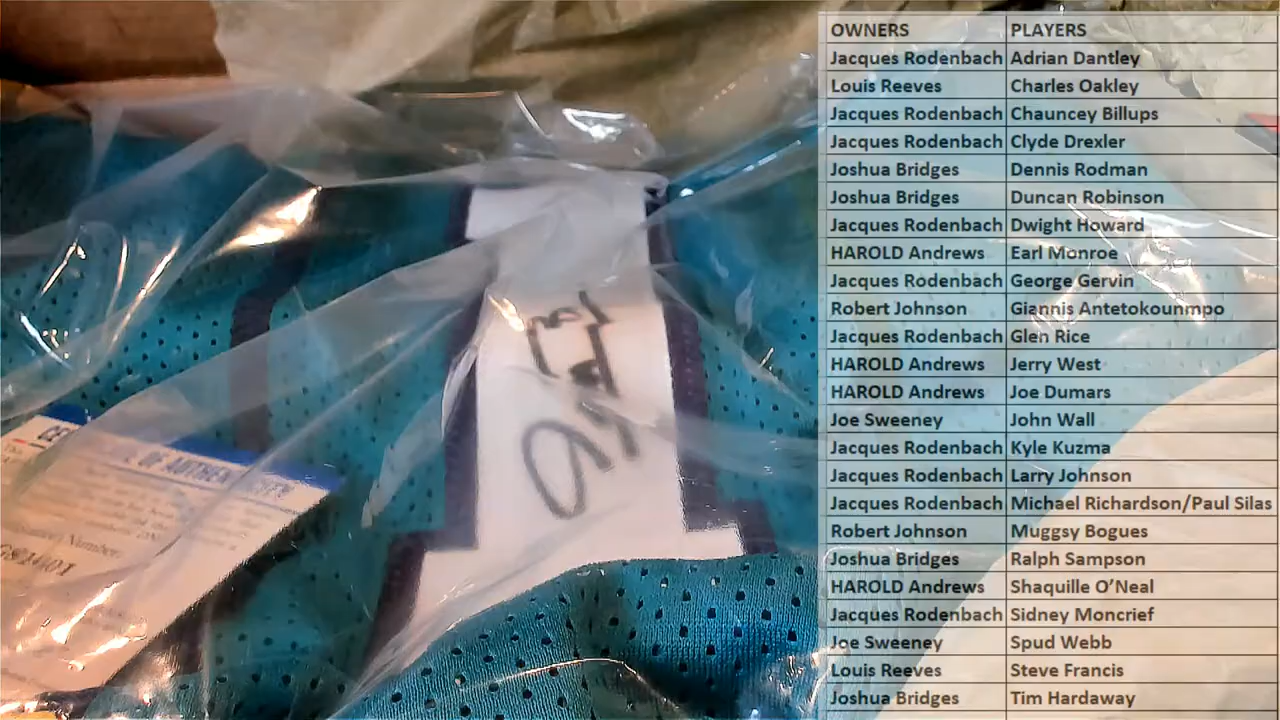 OWNERS PLAYERS
Jacques Rodenbach Adrian Dantley
Louis Reeves Charles Oakley
Jacques Rodenbach Chauncey Billups
Jacques Rodenbach Clyde Drexler
Joshua Bridges Dennis Rodman
Joshua Bridges Duncan Robinson
Jacques Rodenbach Dwight Howard
HAROLD Andrews Earl Monroe
Jacques Rodenbach George Gervin
Robert Johnson Giannis Antetokounmpo
Jacques Rodenbach Glen Rice
HAROLD Andrews Jerry West
HAROLD Andrews Joe Dumars
Joe Sweeney John Wall
Jacques Rodenbach Kyle Kuzma
Jacques Rodenbach Larry Johnson
Jacques Rodenbach Michael Richardson/Paul Silas
Robert Johnson Muggsy Bogues
Joshua Bridges Ralph Sampson
HAROLD Andrews Shaquille O’Neal
Jacques Rodenbach Sidney Moncrief
Joe Sweeney Spud Webb
Louis Reeves Steve Francis
Joshua Bridges Tim Hardaway